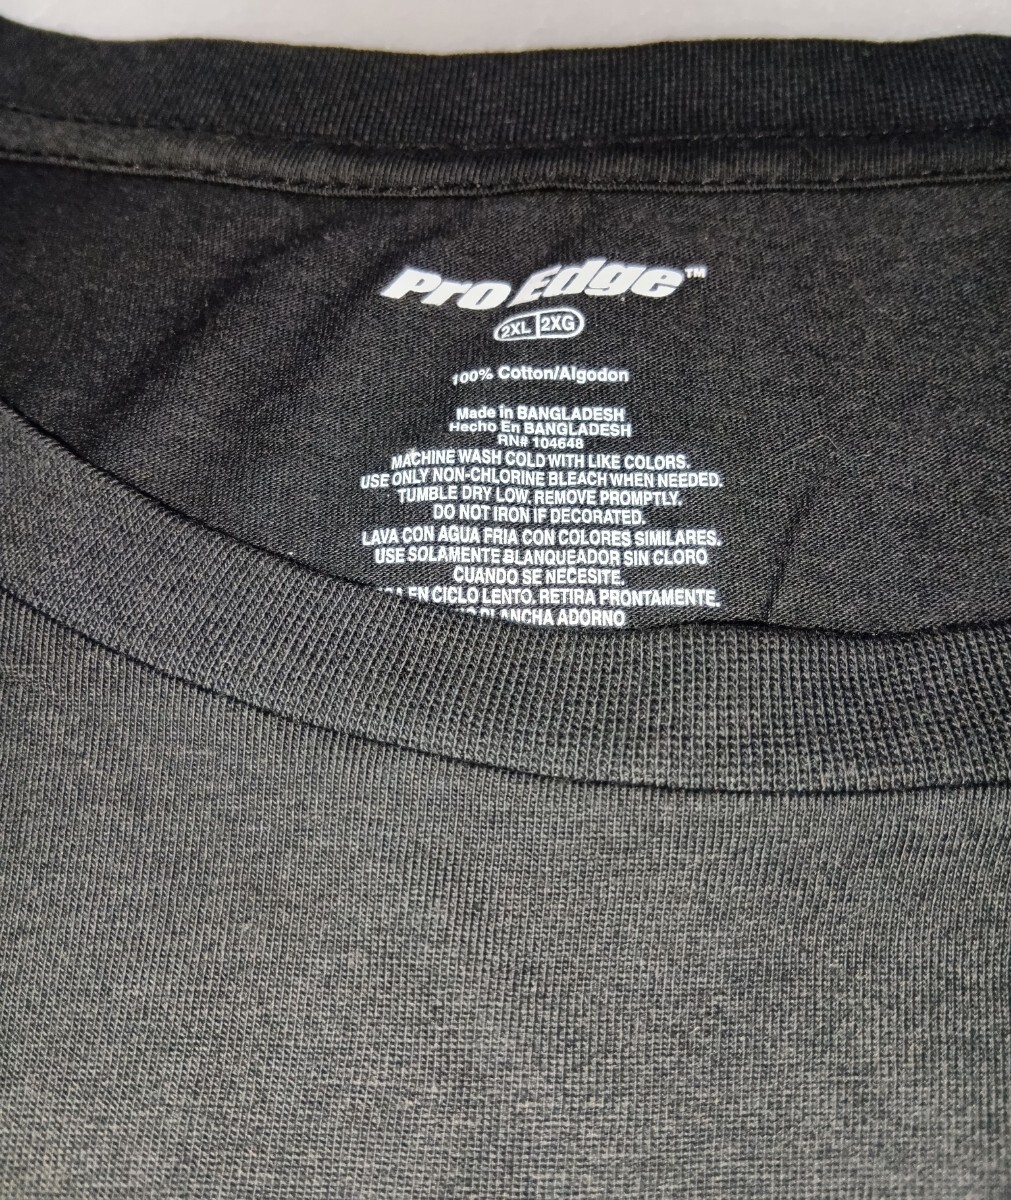 Pro Edge™
2XL 2XG
100% Cotton/Algodon
Made in BANGLADESH
Hecho En BANGLADESH
RN# 104648
MACHINE WASH COLD WITH LIKE COLORS.
USE ONLY NON-CHLORINE BLEACH WHEN NEEDED.
TUMBLE DRY LOW. REMOVE PROMPTLY.
DO NOT IRON IF DECORATED.
LAVA CON AGUA FRIA CON COLORES SIMILARES.
USE SOLAMENTE BLANQUEADOR SIN CLORO
CUANDO SE NECESITE.
EN CICLO LENTO. RETIRA PRONTAMENTE.
PLANCHA ADORNO